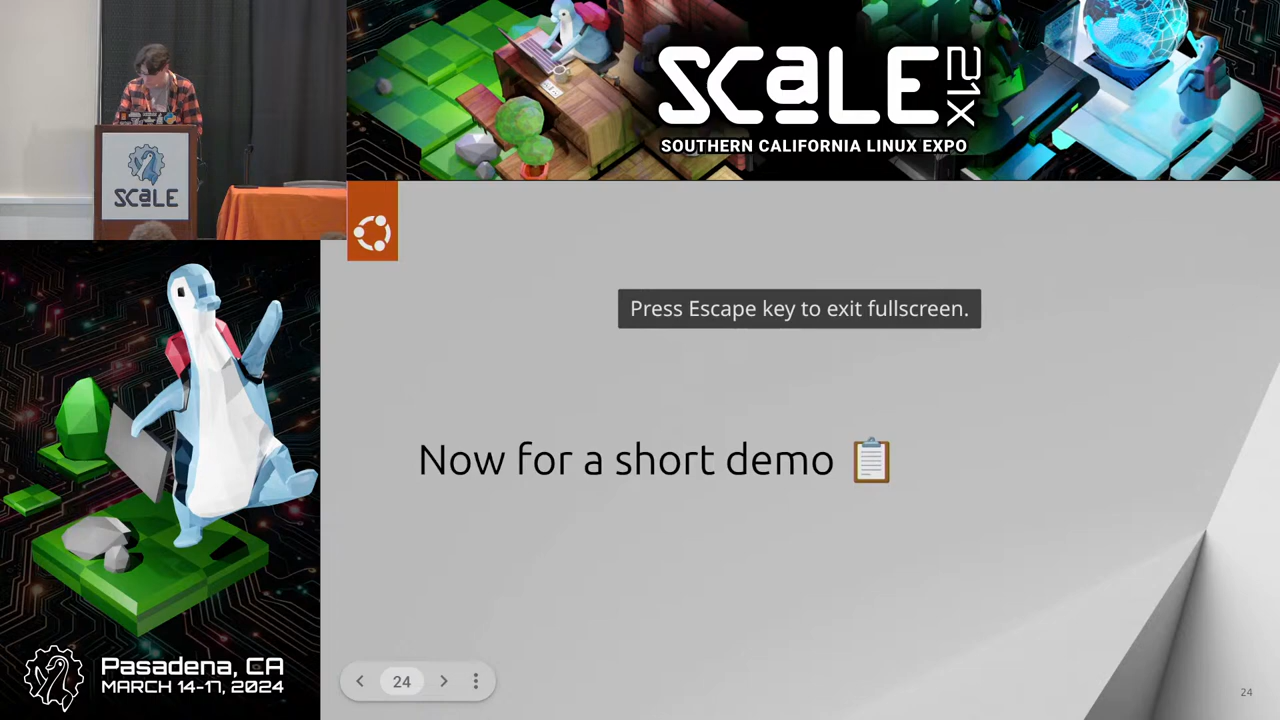 SCALE
21X
SOUTHERN CALIFORNIA LINUX EXPO
SCALE
Press Escape key to exit fullscreen.
Now for a short demo
Pasadena, CA
MARCH 14-17, 2024
24
24